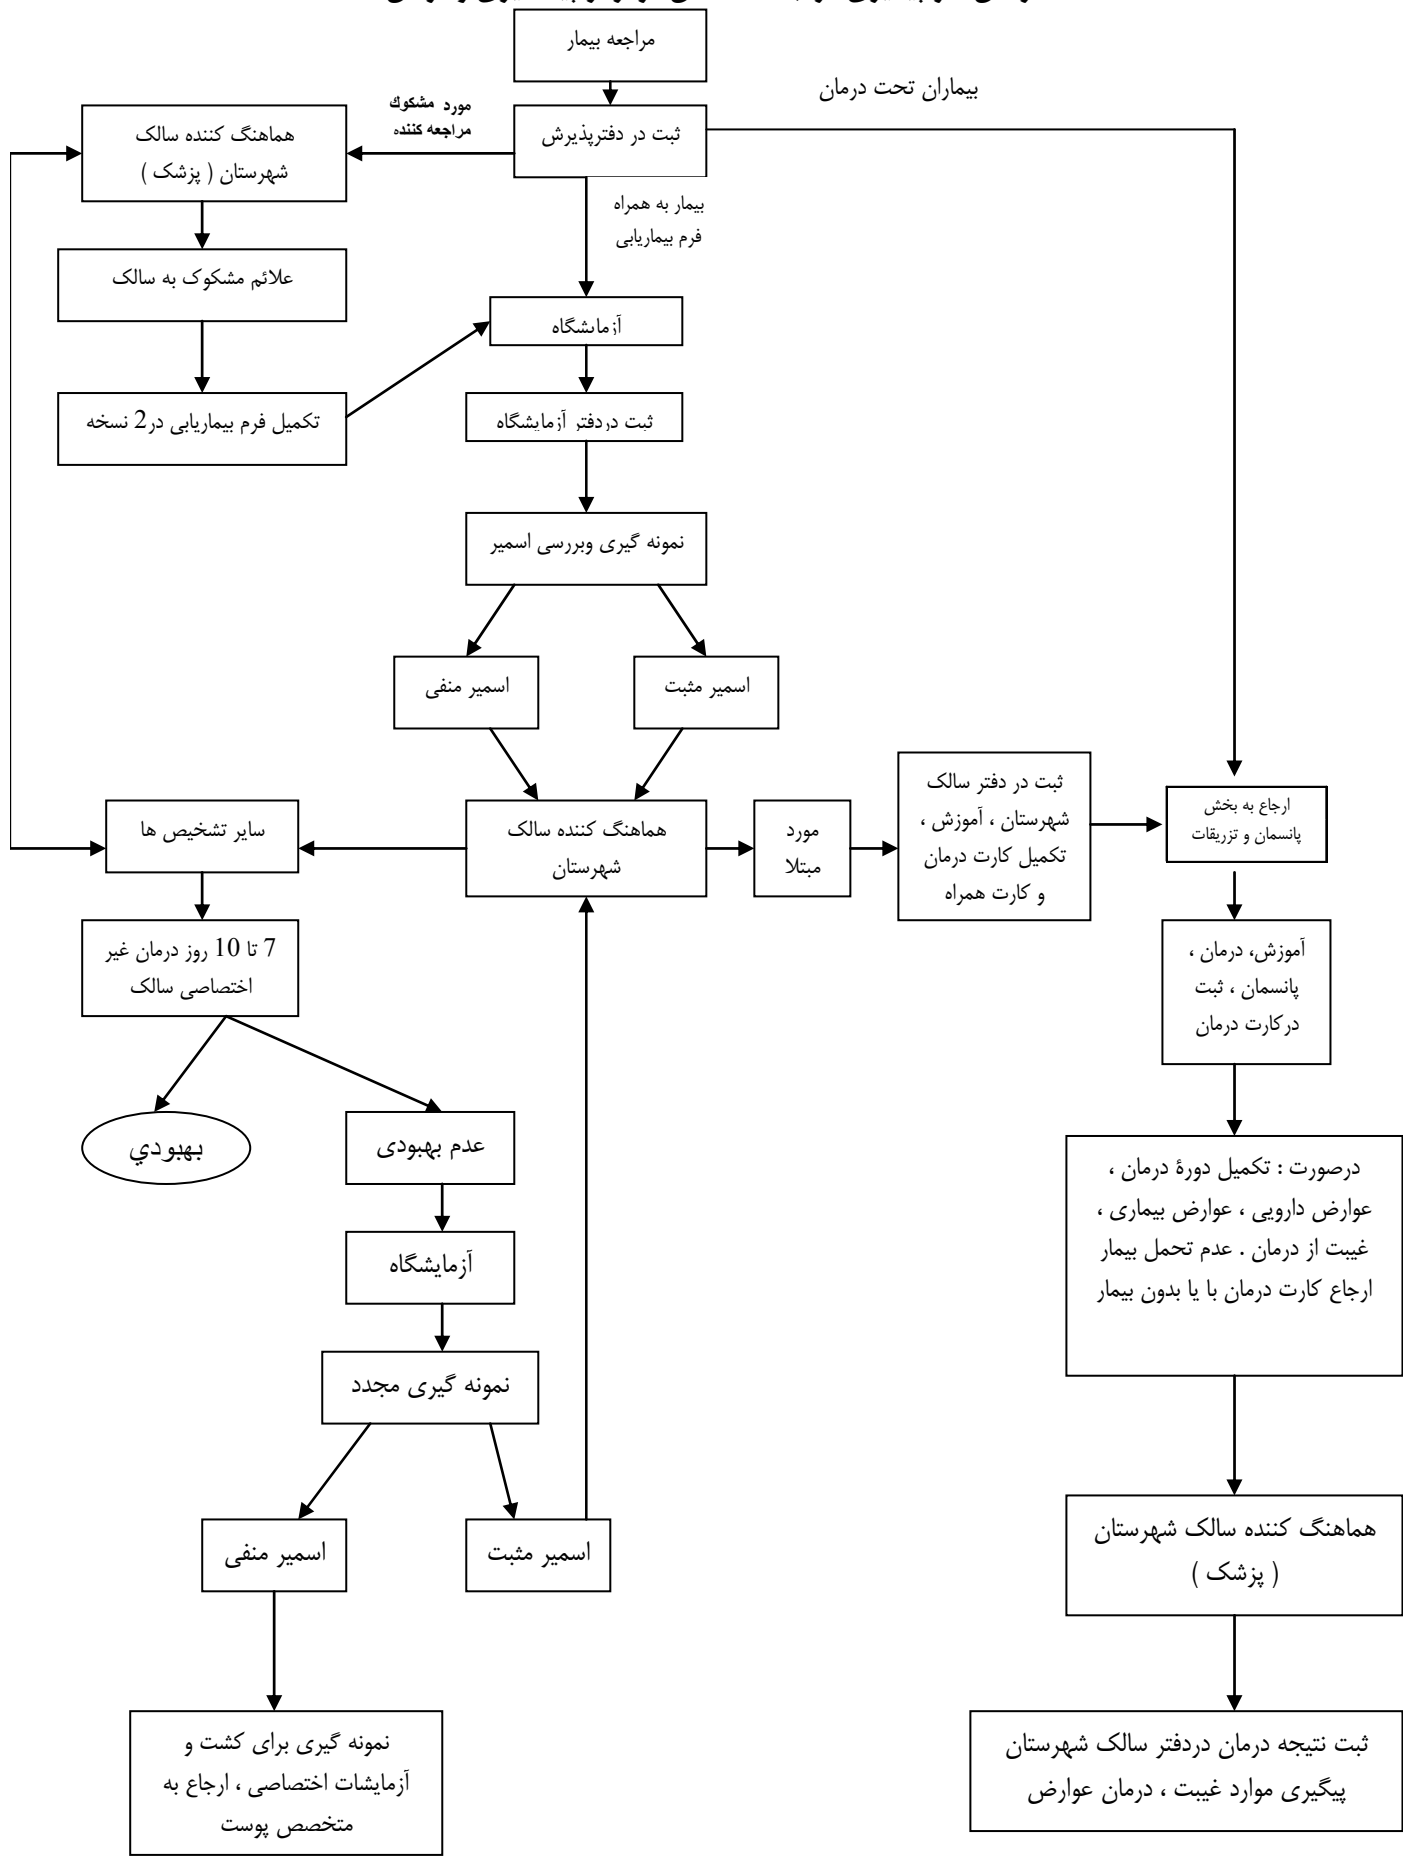 مراجعه بیمار
بیماران تحت درمان
ثبت در دفترپذیرش
مورد مشکوک
مراجعه کننده
هماهنگ کننده سالک
شهرستان ( پزشک )
بیمار به همراه
فرم بیماریابی
علائم مشکوک به سالک
آزمایشگاه
تکمیل فرم بیماریابی در2 نسخه
ثبت دردفتر آزمایشگاه
نمونه گیری وبررسی اسمیر
اسمیر مثبت
اسمیر منفی
ارجاع به بخش
پانسمان و تزریقات
ثبت در دفتر سالک
شهرستان ، آموزش ،
تکمیل کارت درمان
و کارت همراه
مورد
مبتلا
هماهنگ کننده سالک
شهرستان
سایر تشخیص ها
7 تا 10 روز درمان غیر
اختصاصی سالک
آموزش، درمان ،
پانسمان ، ثبت
درکارت درمان
بهبودي
عدم بهبودی
درصورت : تکمیل دورۀ درمان ،
عوارض دارویی ، عوارض بیماری ،
غیبت از درمان . عدم تحمل بیمار
ارجاع کارت درمان با یا بدون بیمار
آزمایشگاه
نمونه گیری مجدد
اسمیر مثبت
اسمیر منفی
هماهنگ کننده سالک شهرستان
( پزشک )
ثبت نتیجه درمان دردفتر سالک شهرستان
پیگیری موارد غیبت ، درمان عوارض
نمونه گیری برای کشت و
آزمایشات اختصاصی ، ارجاع به
متخصص پوست